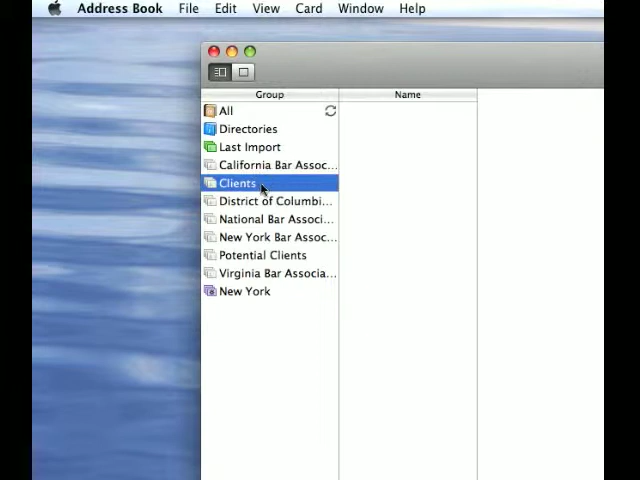 Address Book File Edit View Card Window Help
Group Name
All
Directories
Last Import
California Bar Assoc...
Clients
District of Columbi...
National Bar Associ...
New York Bar Assoc...
Potential Clients
Virginia Bar Associa...
New York